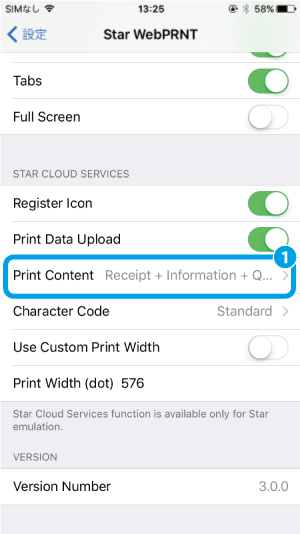 SIMなし 13:25 58%
設定 Star WebPRNT
Tabs
Full Screen
STAR CLOUD SERVICES
Register Icon
Print Data Upload
1
Print Content Receipt + Information + Q...
Character Code Standard
Use Custom Print Width
Print Width (dot) 576
Star Cloud Services function is available only for Star
emulation.
VERSION
Version Number 3.0.0